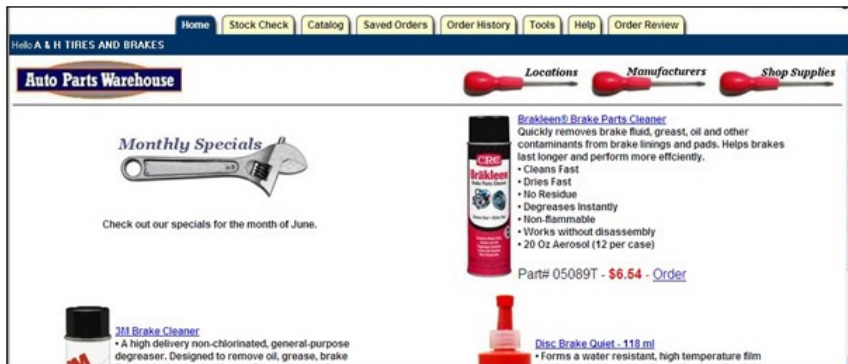 Home Stock Check Catalog Saved Orders Order History Tools Help Order Review
Hello A & H TIRES AND BRAKES
Auto Parts Warehouse
Locations Manufacturers Shop Supplies
Monthly Specials
Check out our specials for the month of June.
CRC
Bräkleen
Brake Parts Cleaner
Brakleen® Brake Parts Cleaner
Quickly removes brake fluid, greast, oil and other
contaminants from brake linings and pads. Helps brakes
last longer and perform more effciently.
• Cleans Fast
• Dries Fast
• No Residue
• Degreases Instantly
• Non-flammable
• Works without disassembly
• 20 Oz Aerosol (12 per case)
Part# 05089T - $6.54 - Order
3M Brake Cleaner
• A high delivery non-chlorinated, general-purpose
degreaser. Designed to remove oil, grease, brake
Disc Brake Quiet - 118 ml
• Forms a water resistant, high temperature film